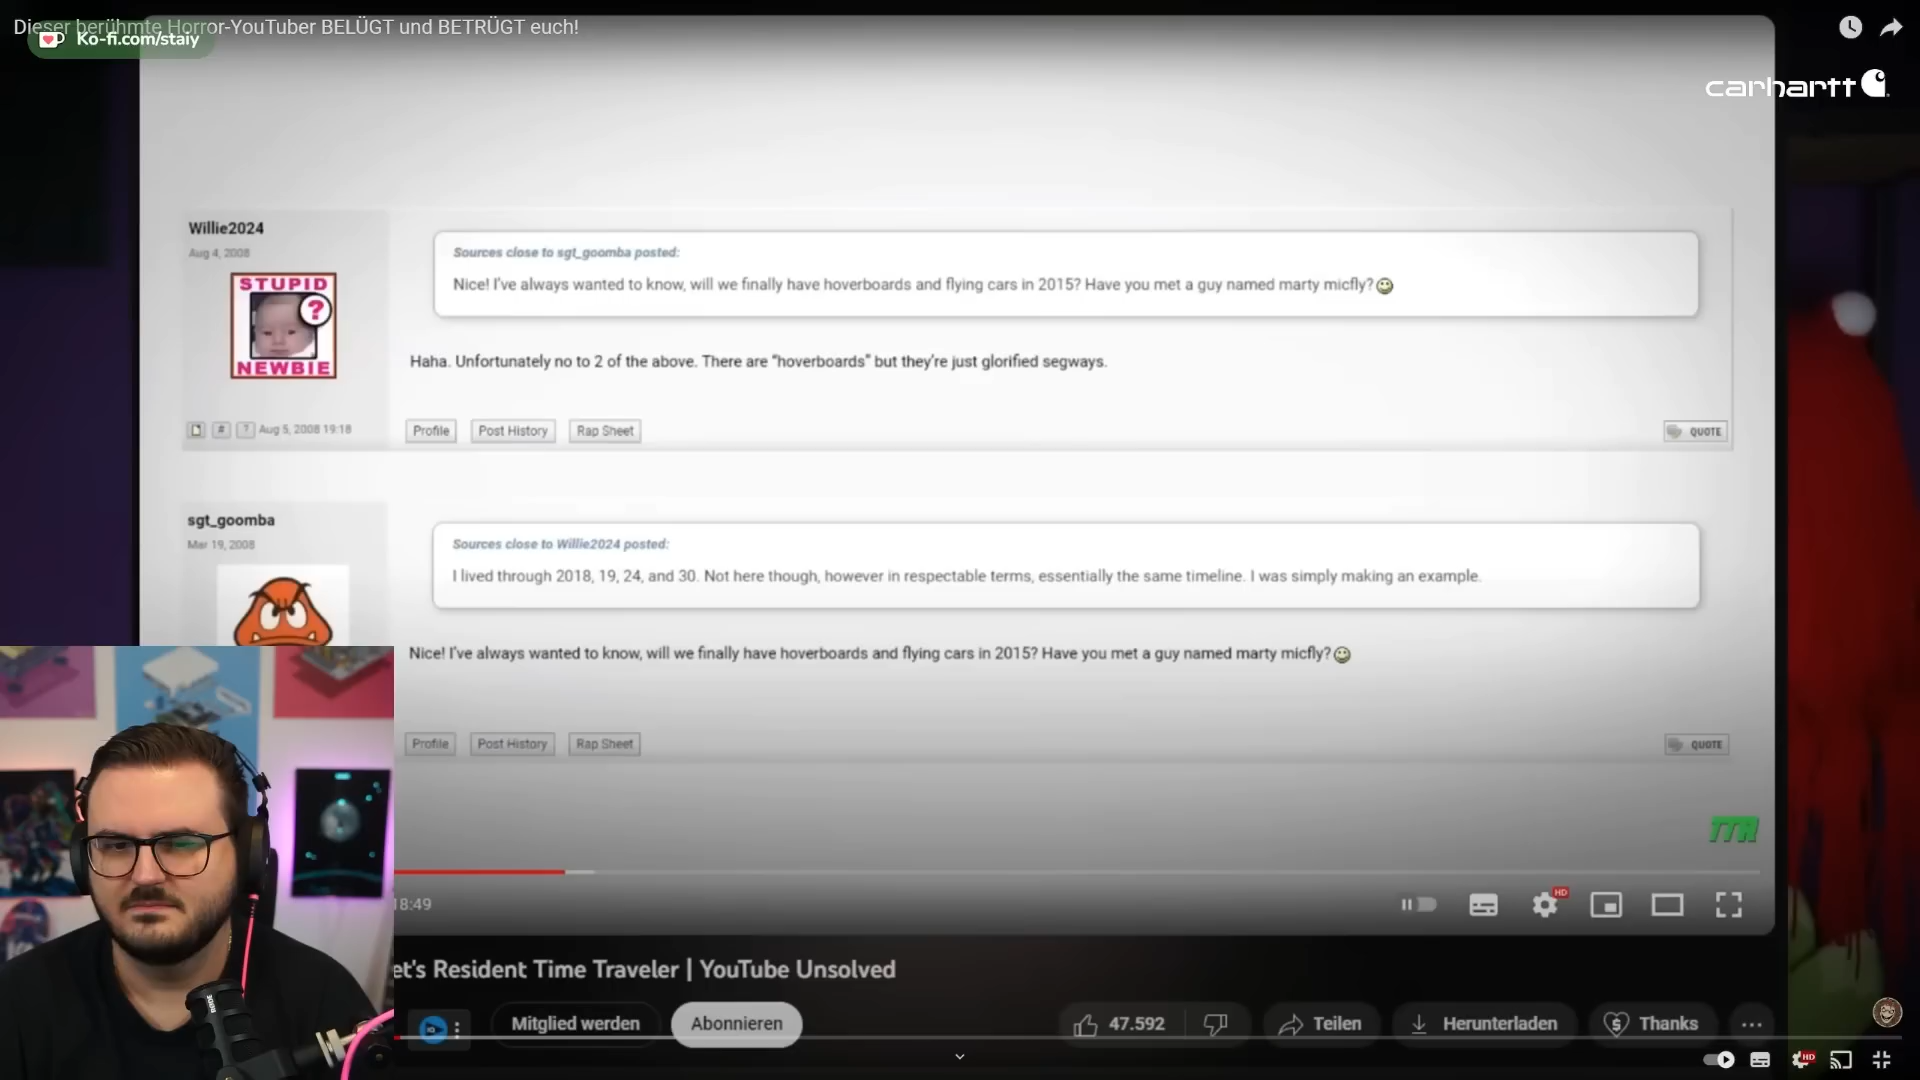 Dieser berühmte Horror-YouTuber BELÜGT und BETRÜGT euch!
Ko-fi.com/staiy
carhartt
Willie2024
Aug 4, 2008
STUPID
?
NEWBIE
Sources close to sgt_goomba posted:
Nice! I've always wanted to know, will we finally have hoverboards and flying cars in 2015? Have you met a guy named marty micfly?
Haha. Unfortunately no to 2 of the above. There are "hoverboards" but they're just glorified segways.
# ? Aug 5, 2008 19:18
Profile
Post History
Rap Sheet
QUOTE
sgt_goomba
Mar 19, 2008
Sources close to Willie2024 posted:
I lived through 2018, 19, 24, and 30. Not here though, however in respectable terms, essentially the same timeline. I was simply making an example.
Nice! I've always wanted to know, will we finally have hoverboards and flying cars in 2015? Have you met a guy named marty micfly?
Profile
Post History
Rap Sheet
QUOTE
TTA
18:49
HD
et's Resident Time Traveler | YouTube Unsolved
Mitglied werden
Abonnieren
47.592
Teilen
Herunterladen
Thanks
HD